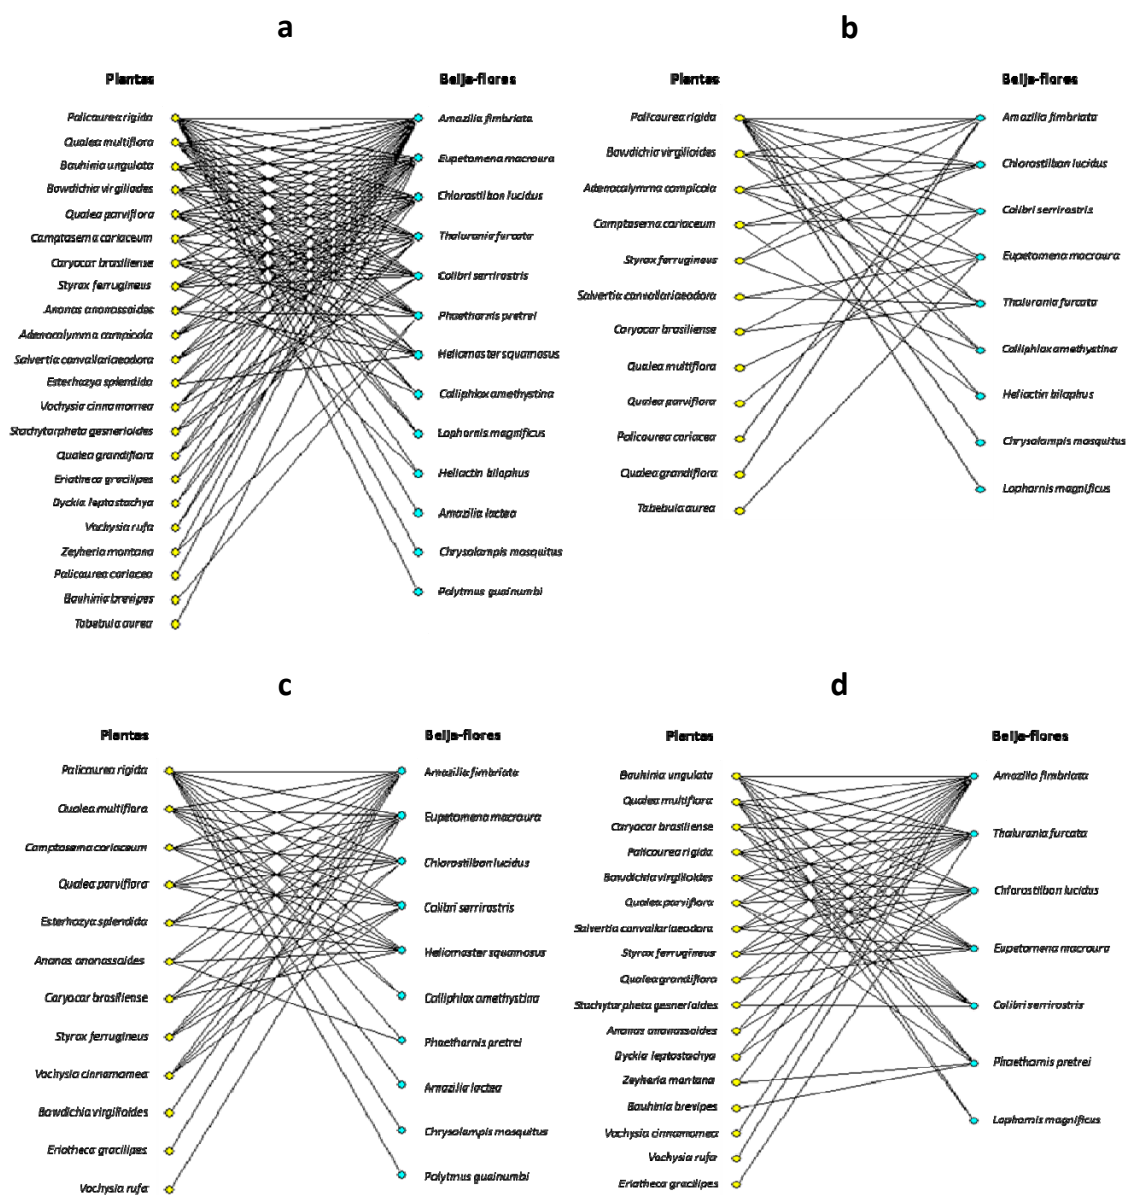 a
Plantas
Beija-flores
Palicourea rigida
Qualea multiflora
Bauhinia ungulata
Bowdichia virgilioides
Qualea parviflora
Camptosema coriaceum
Caryocar brasiliense
Styrax ferrugineus
Ananas ananassoides
Adenocalymma campicola
Salvertia convallariaeodora
Esterhazya splendida
Vochysia cinnamomea
Stachytarpheta gesnerioides
Qualea grandiflora
Eriotheca gracilipes
Dyckia leptostachya
Vochysia rufa
Zeyheria montana
Palicourea coriacea
Bauhinia brevipes
Tabebuia aurea
Amazilia fimbriata
Eupetomena macroura
Chlorostilbon lucidus
Thalurania furcata
Colibri serrirostris
Phaethornis pretrei
Heliomaster squamosus
Calliphlox amethystina
Lophornis magnificus
Heliactin bilophus
Amazilia lactea
Chrysolampis mosquitus
Polytmus guainumbi
b
Plantas
Beija-flores
Palicourea rigida
Bowdichia virgilioides
Adenocalymma campicola
Camptosema coriaceum
Styrax ferrugineus
Salvertia convallariaeodora
Caryocar brasiliense
Qualea multiflora
Qualea parviflora
Palicourea coriacea
Qualea grandiflora
Tabebuia aurea
Amazilia fimbriata
Chlorostilbon lucidus
Colibri serrirostris
Eupetomena macroura
Thalurania furcata
Calliphlox amethystina
Heliactin bilophus
Chrysolampis mosquitus
Lophornis magnificus
c
Plantas
Beija-flores
Palicourea rigida
Qualea multiflora
Camptosema coriaceum
Qualea parviflora
Esterhazya splendida
Ananas ananassoides
Caryocar brasiliense
Styrax ferrugineus
Vochysia cinnamomea
Bowdichia virgilioides
Eriotheca gracilipes
Vochysia rufa
Amazilia fimbriata
Eupetomena macroura
Chlorostilbon lucidus
Colibri serrirostris
Heliomaster squamosus
Calliphlox amethystina
Phaethornis pretrei
Amazilia lactea
Chrysolampis mosquitus
Polytmus guainumbi
d
Plantas
Beija-flores
Bauhinia ungulata
Qualea multiflora
Caryocar brasiliense
Palicourea rigida
Bowdichia virgilioides
Qualea parviflora
Salvertia convallariaeodora
Styrax ferrugineus
Qualea grandiflora
Stachytarpheta gesnerioides
Ananas ananassoides
Dyckia leptostachya
Zeyheria montana
Bauhinia brevipes
Vochysia cinnamomea
Vochysia rufa
Eriotheca gracilipes
Amazilia fimbriata
Thalurania furcata
Chlorostilbon lucidus
Eupetomena macroura
Colibri serrirostris
Phaethornis pretrei
Lophornis magnificus